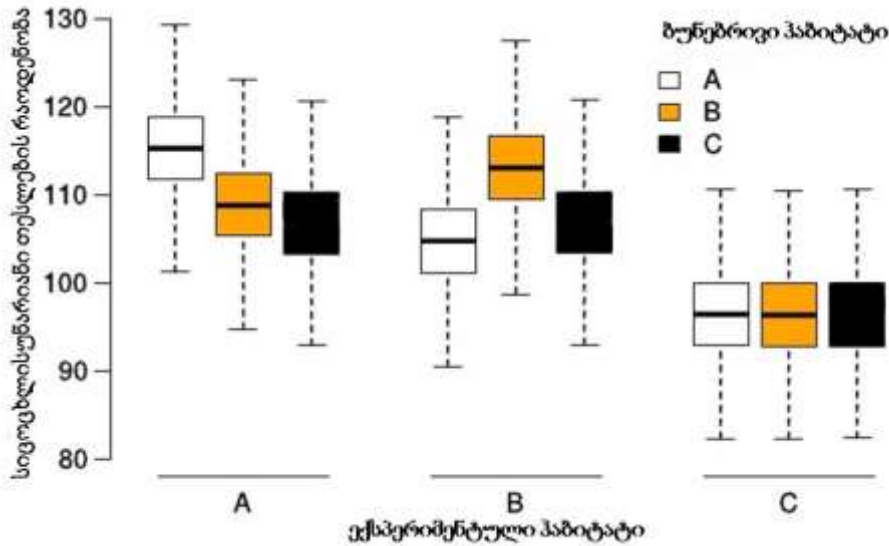 სიცოცხლისუნარიანი თესლების რაოდენობა
130
120
110
100
90
80
ბუნებრივი ჰაბიტატი
A
B
C
A B C
ექსპერიმენტული ჰაბიტატი